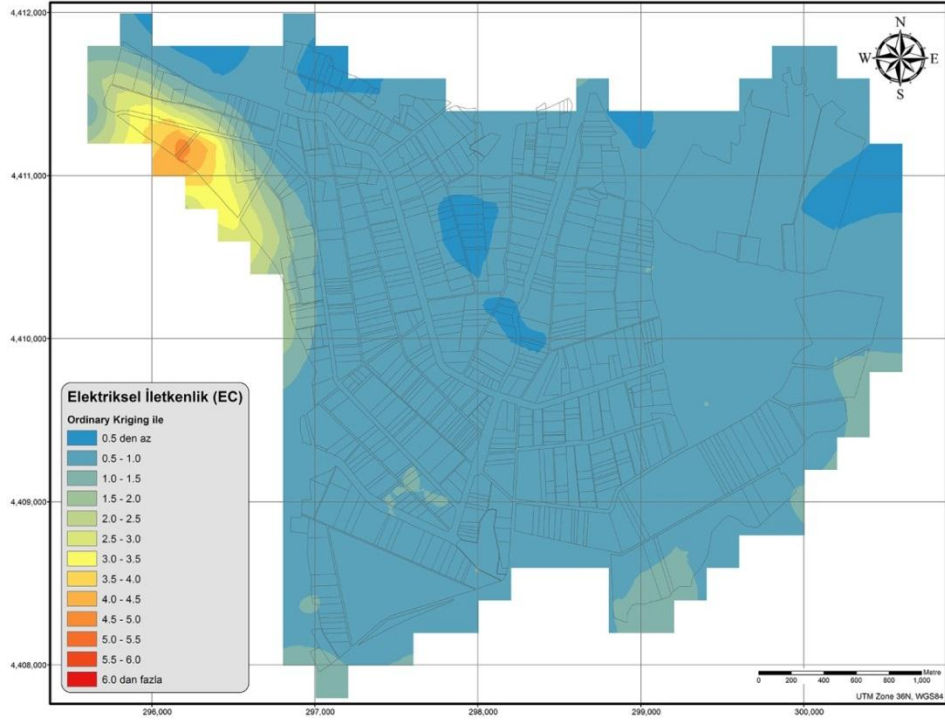 4,412,000
N
W
E
S
4,411,000
4,410,000
Elektriksel İletkenlik (EC)
Ordinary Kriging ile
0.5 den az
0.5 - 1.0
1.0 - 1.5
1.5 - 2.0
2.0 - 2.5
2.5 - 3.0
3.0 - 3.5
3.5 - 4.0
4.0 - 4.5
4.5 - 5.0
5.0 - 5.5
5.5 - 6.0
6.0 dan fazla
4,409,000
4,408,000
Metre
0 200 400 600 800 1,000
UTM Zone 36N, WGS84
296,000 297,000 298,000 299,000 300,000